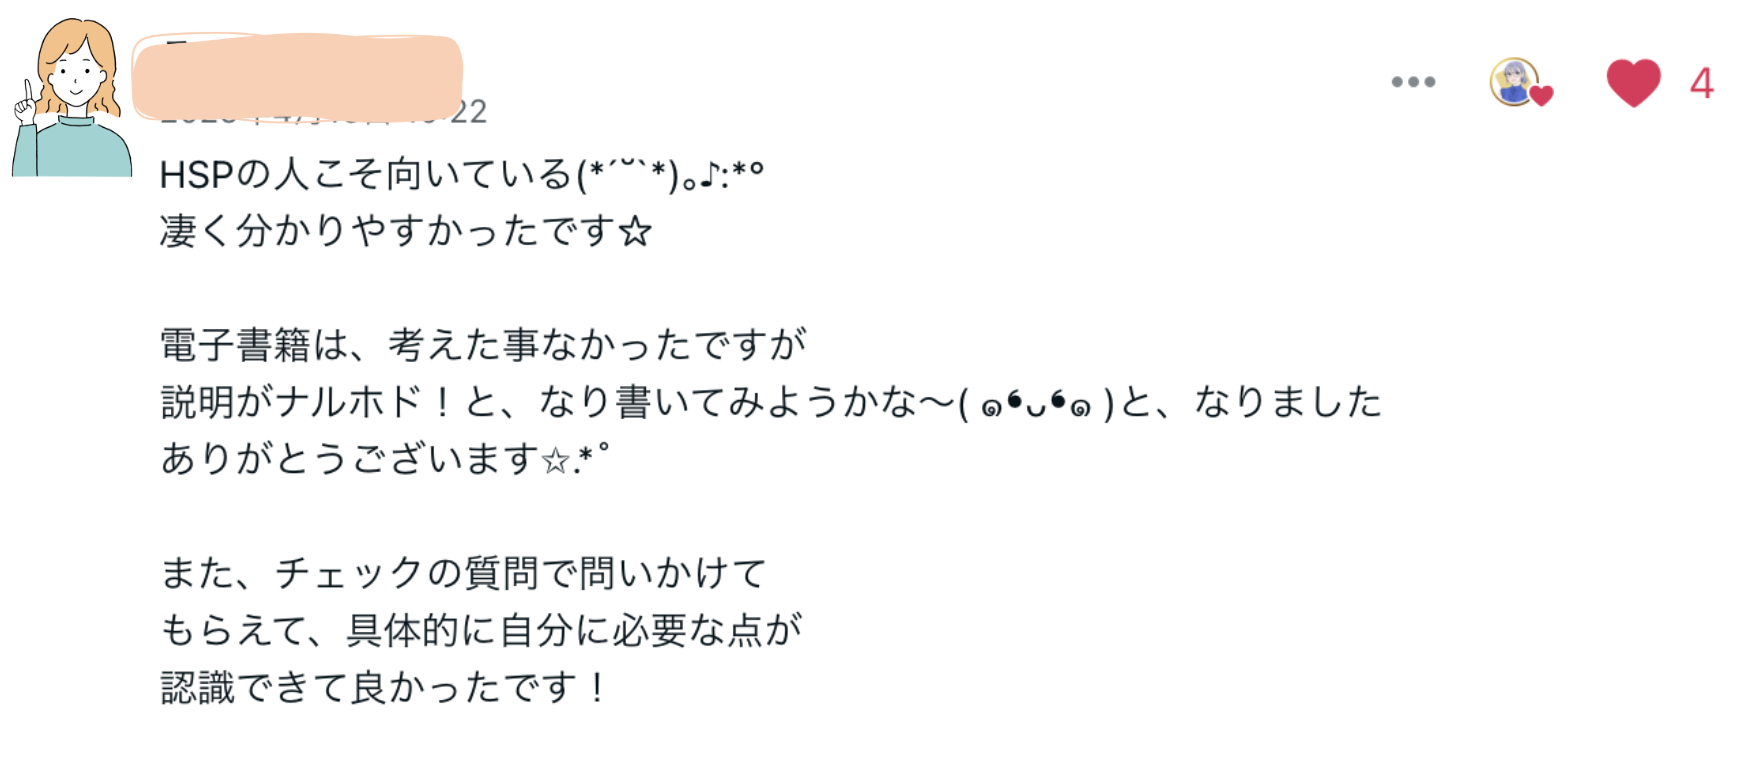 4
22
HSPの人こそ向いている(*´˘`*)｡♪:*°
凄く分かりやすかったです☆
電子書籍は、考えた事なかったですが
説明がナルホド！と、なり書いてみようかな〜( ๑❛ᴗ❛๑ )と、なりました
ありがとうございます☆.*˚
また、チェックの質問で問いかけて
もらえて、具体的に自分に必要な点が
認識できて良かったです！